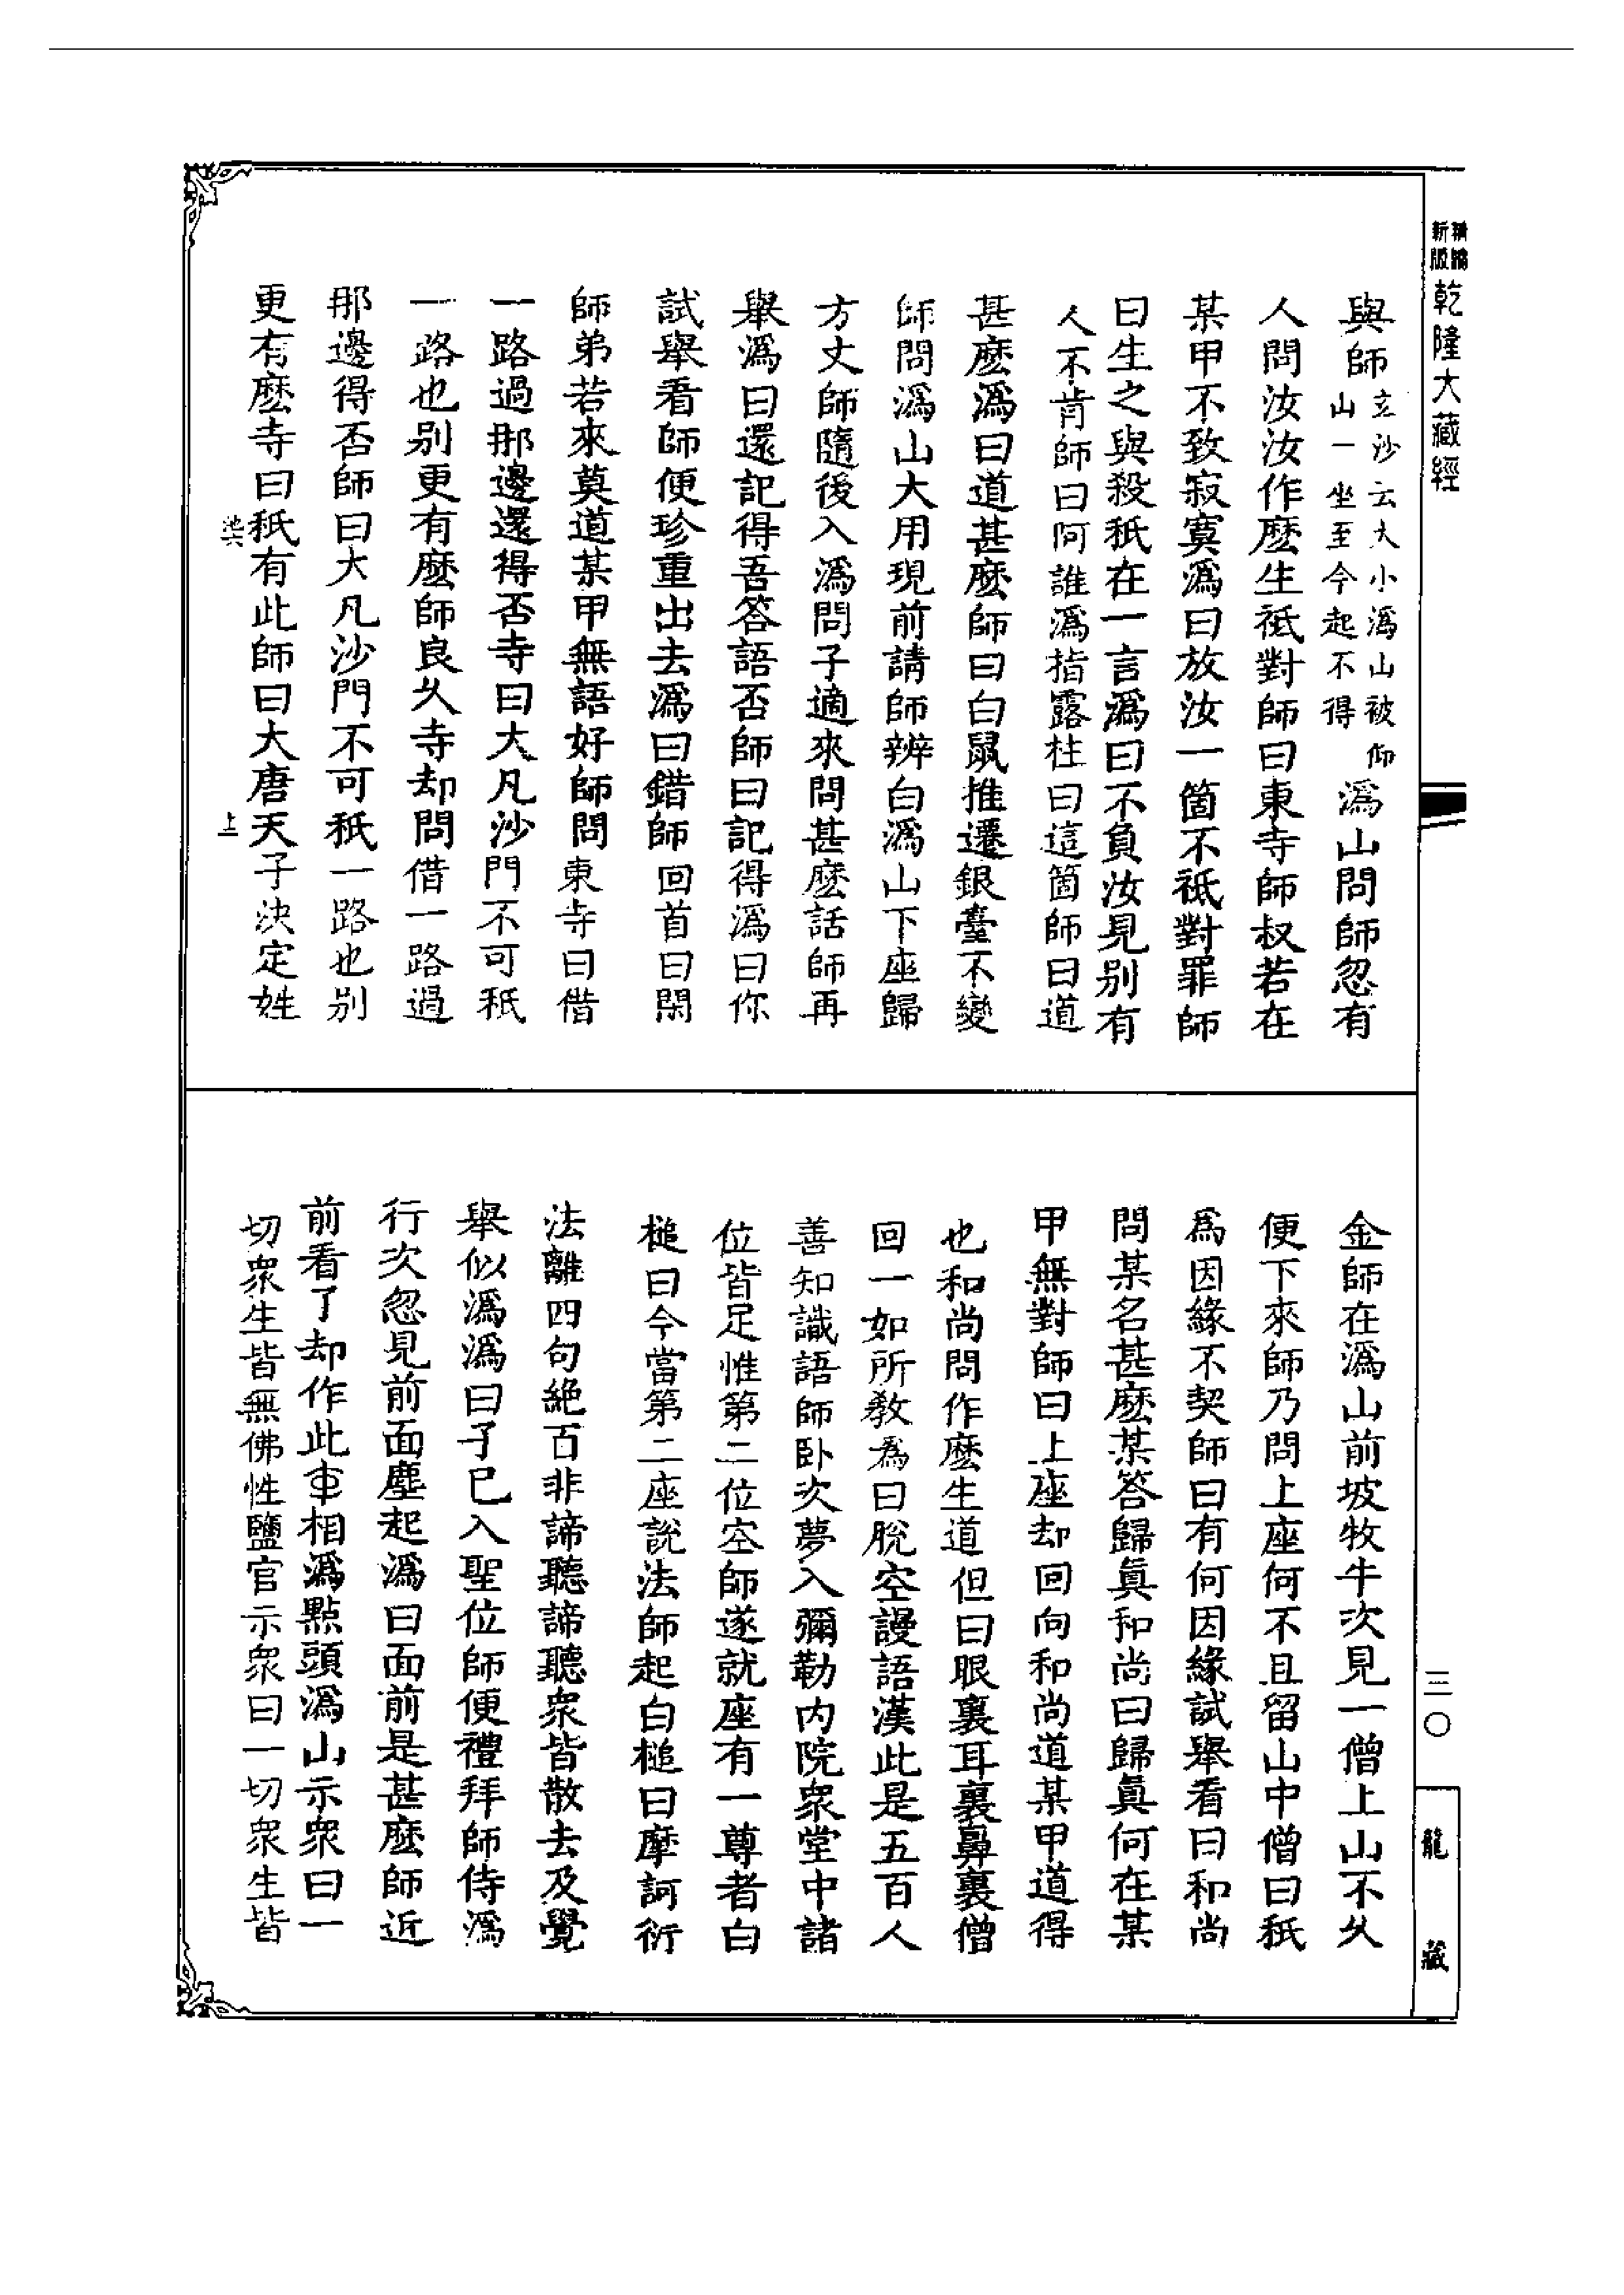 精編
新版
乾隆大藏經
與師玄沙云大小溈山被仰山一坐至今起不得溈山問師忽有
人問汝汝作麽生祗對師曰東寺師叔若在
某甲不致寂寞溈曰放汝一箇不祗對罪師
曰生之與殺秖在一言溈曰不負汝見别有
人不肯師曰阿誰溈指露柱曰這箇師曰道
甚麽溈曰道甚麽師曰白鼠推遷銀臺不變
師問溈山大用現前請師辨白溈山下座歸
方丈師隨後入溈問子適來問甚麽話師再
舉溈曰還記得吾答語否師曰記得溈曰你
試舉看師便珍重出去溈曰錯師回首曰閑
師弟若來莫道某甲無語好師問東寺曰借
一路過那邊還得否寺曰大凡沙門不可秖
一路也别更有麽師良久寺却問借一路過
那邊得否師曰大凡沙門不可秖一路也别
更有麽寺曰秖有此師曰大唐天子決定姓
池六
上
金師在溈山前坡牧牛次見一僧上山不久
便下來師乃問上座何不且留山中僧曰秖
爲因緣不契師曰有何因緣試舉看曰和尚
問某名甚麽某答歸眞和尚曰歸眞何在某
甲無對師曰上座却回向和尚道某甲道得
也和尚問作麽生道但曰眼裏耳裏鼻裏僧
回一如所教溈曰脫空謾語漢此是五百人
善知識語師卧次夢入彌勒内院衆堂中諸
位皆足惟第二位空師遂就座有一尊者白
槌曰今當第二座說法師起白槌曰摩訶衍
法離四句絶百非諦聽諦聽衆皆散去及覺
舉似溈溈曰子已入聖位師便禮拜師侍溈
行次忽見前面塵起溈曰面前是甚麽師近
前看了却作此相溈點頭溈山示衆曰一
切衆生皆無佛性鹽官示衆曰一切衆生皆
三〇
龍藏